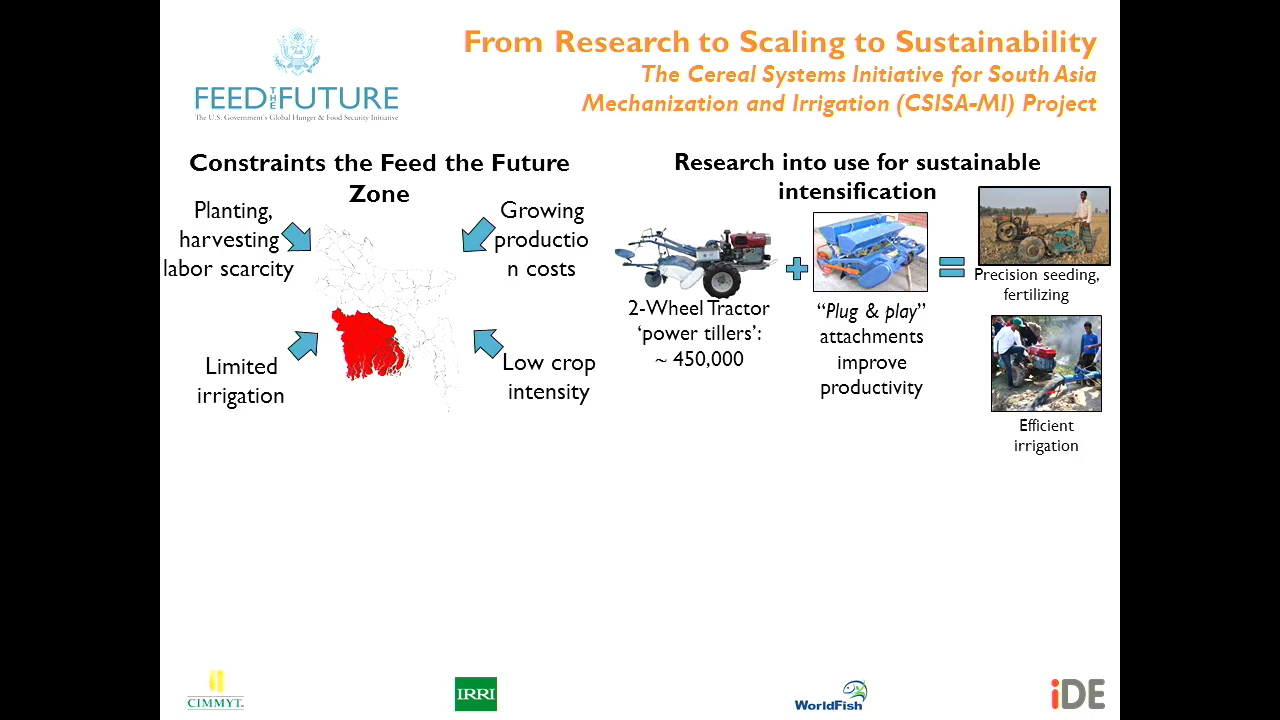 From Research to Scaling to Sustainability
The Cereal Systems Initiative for South Asia
Mechanization and Irrigation (CSISA-MI) Project
FEED THE FUTURE
The U.S. Government's Global Hunger & Food Security Initiative
Constraints the Feed the Future
Zone
Planting,
harvesting
labor scarcity
Growing
productio
n costs
Limited
irrigation
Low crop
intensity
Research into use for sustainable
intensification
2-Wheel Tractor
‘power tillers’:
~ 450,000
“Plug & play”
attachments
improve
productivity
Precision seeding,
fertilizing
Efficient
irrigation
CIMMYT.
IRRI
WorldFish
iDE